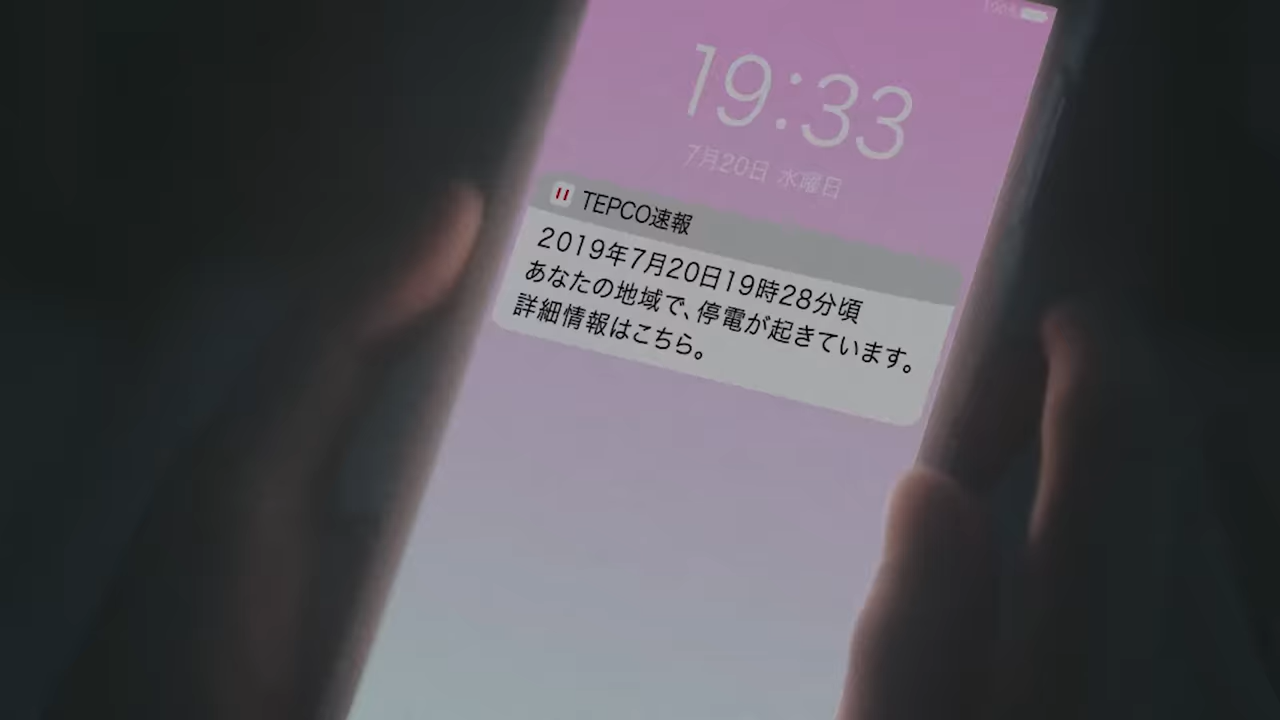 100%
19:33
7月20日 水曜日
TEPCO速報
2019年7月20日19時28分頃
あなたの地域で、停電が起きています。
詳細情報はこちら。